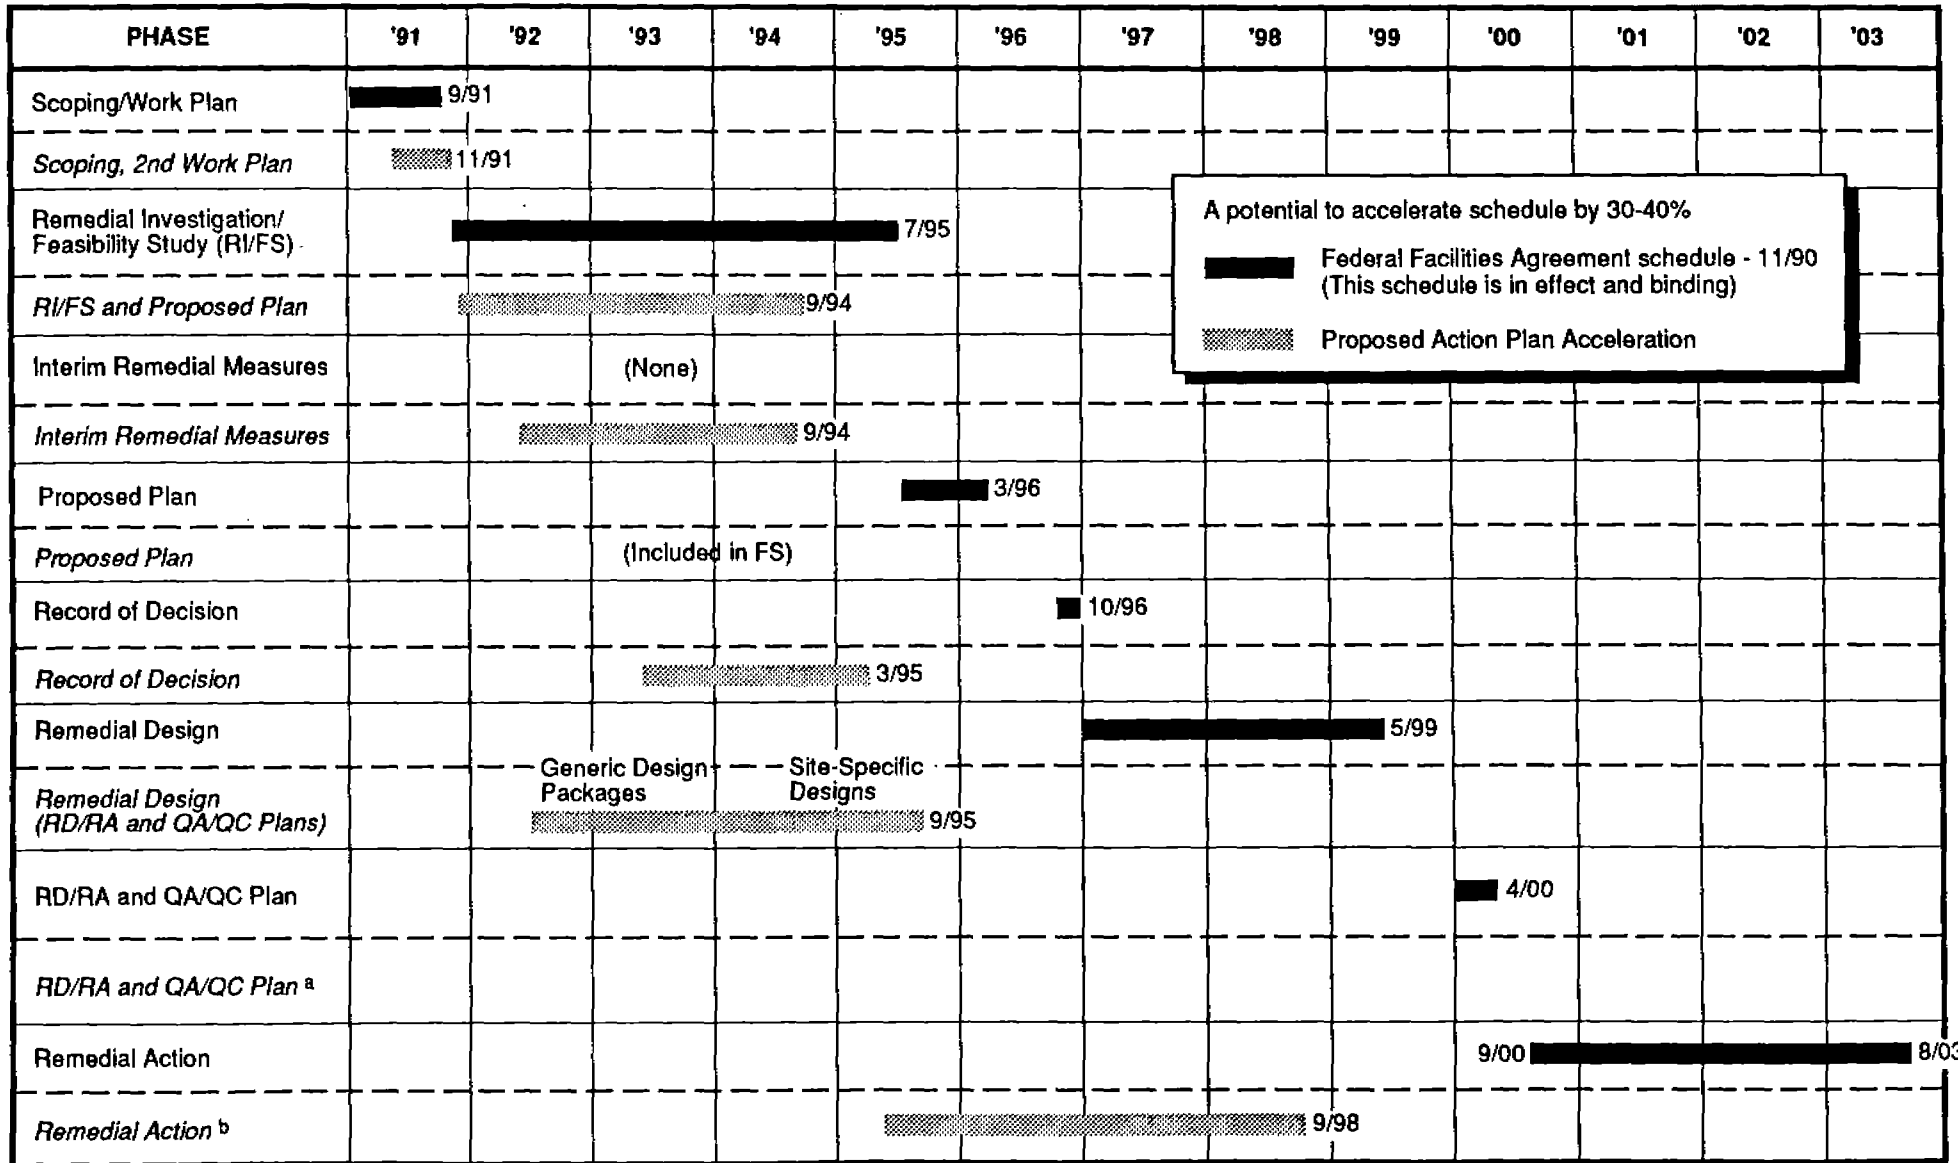 PHASE '91 '92 '93 '94 '95 '96 '97 '98 '99 '00 '01 '02 '03
Scoping/Work Plan 9/91
Scoping, 2nd Work Plan 11/91
Remedial Investigation/
Feasibility Study (RI/FS) 7/95
RI/FS and Proposed Plan 9/94
A potential to accelerate schedule by 30-40%
Federal Facilities Agreement schedule - 11/90
(This schedule is in effect and binding)
Proposed Action Plan Acceleration
Interim Remedial Measures (None)
Interim Remedial Measures 9/94
Proposed Plan 3/96
Proposed Plan (Included in FS)
Record of Decision 10/96
Record of Decision 3/95
Remedial Design 5/99
Generic Design Site-Specific
Packages Designs
Remedial Design
(RD/RA and QA/QC Plans) 9/95
RD/RA and QA/QC Plan 4/00
RD/RA and QA/QC Plan a
Remedial Action 9/00 8/03
Remedial Action b 9/98